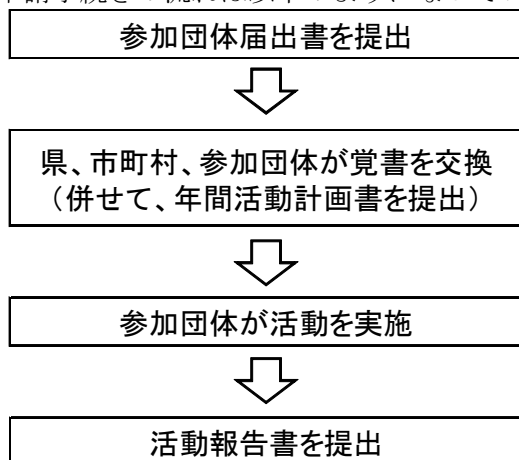 参加団体届出書を提出
県、市町村、参加団体が覚書を交換
（併せて、年間活動計画書を提出）
参加団体が活動を実施
活動報告書を提出